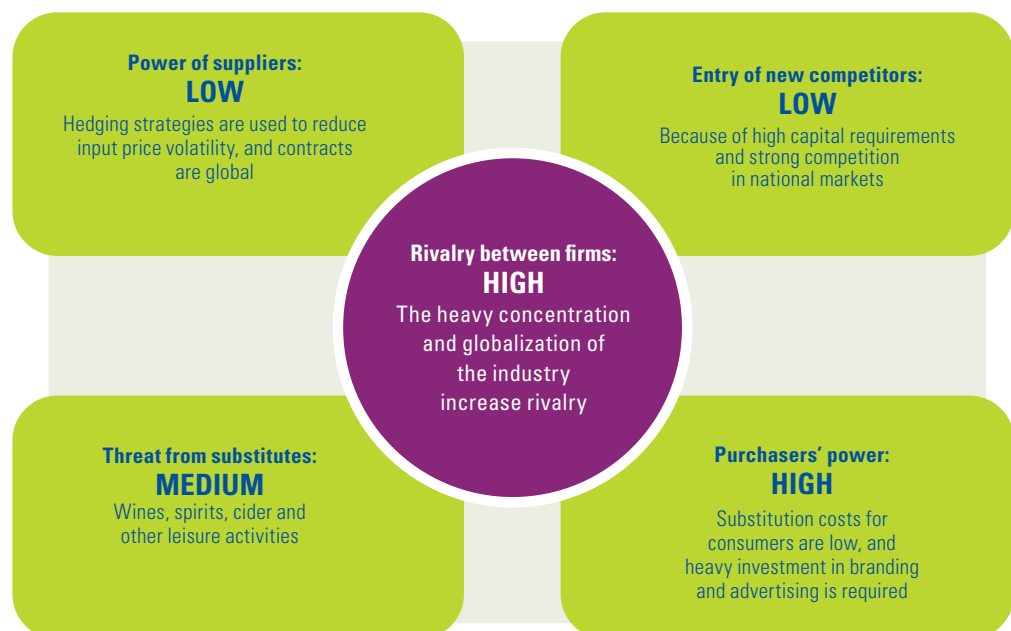 Power of suppliers:
LOW
Hedging strategies are used to reduce
input price volatility, and contracts
are global
Entry of new competitors:
LOW
Because of high capital requirements
and strong competition
in national markets
Rivalry between firms:
HIGH
The heavy concentration
and globalization of
the industry
increase rivalry
Threat from substitutes:
MEDIUM
Wines, spirits, cider and
other leisure activities
Purchasers’ power:
HIGH
Substitution costs for
consumers are low, and
heavy investment in branding
and advertising is required